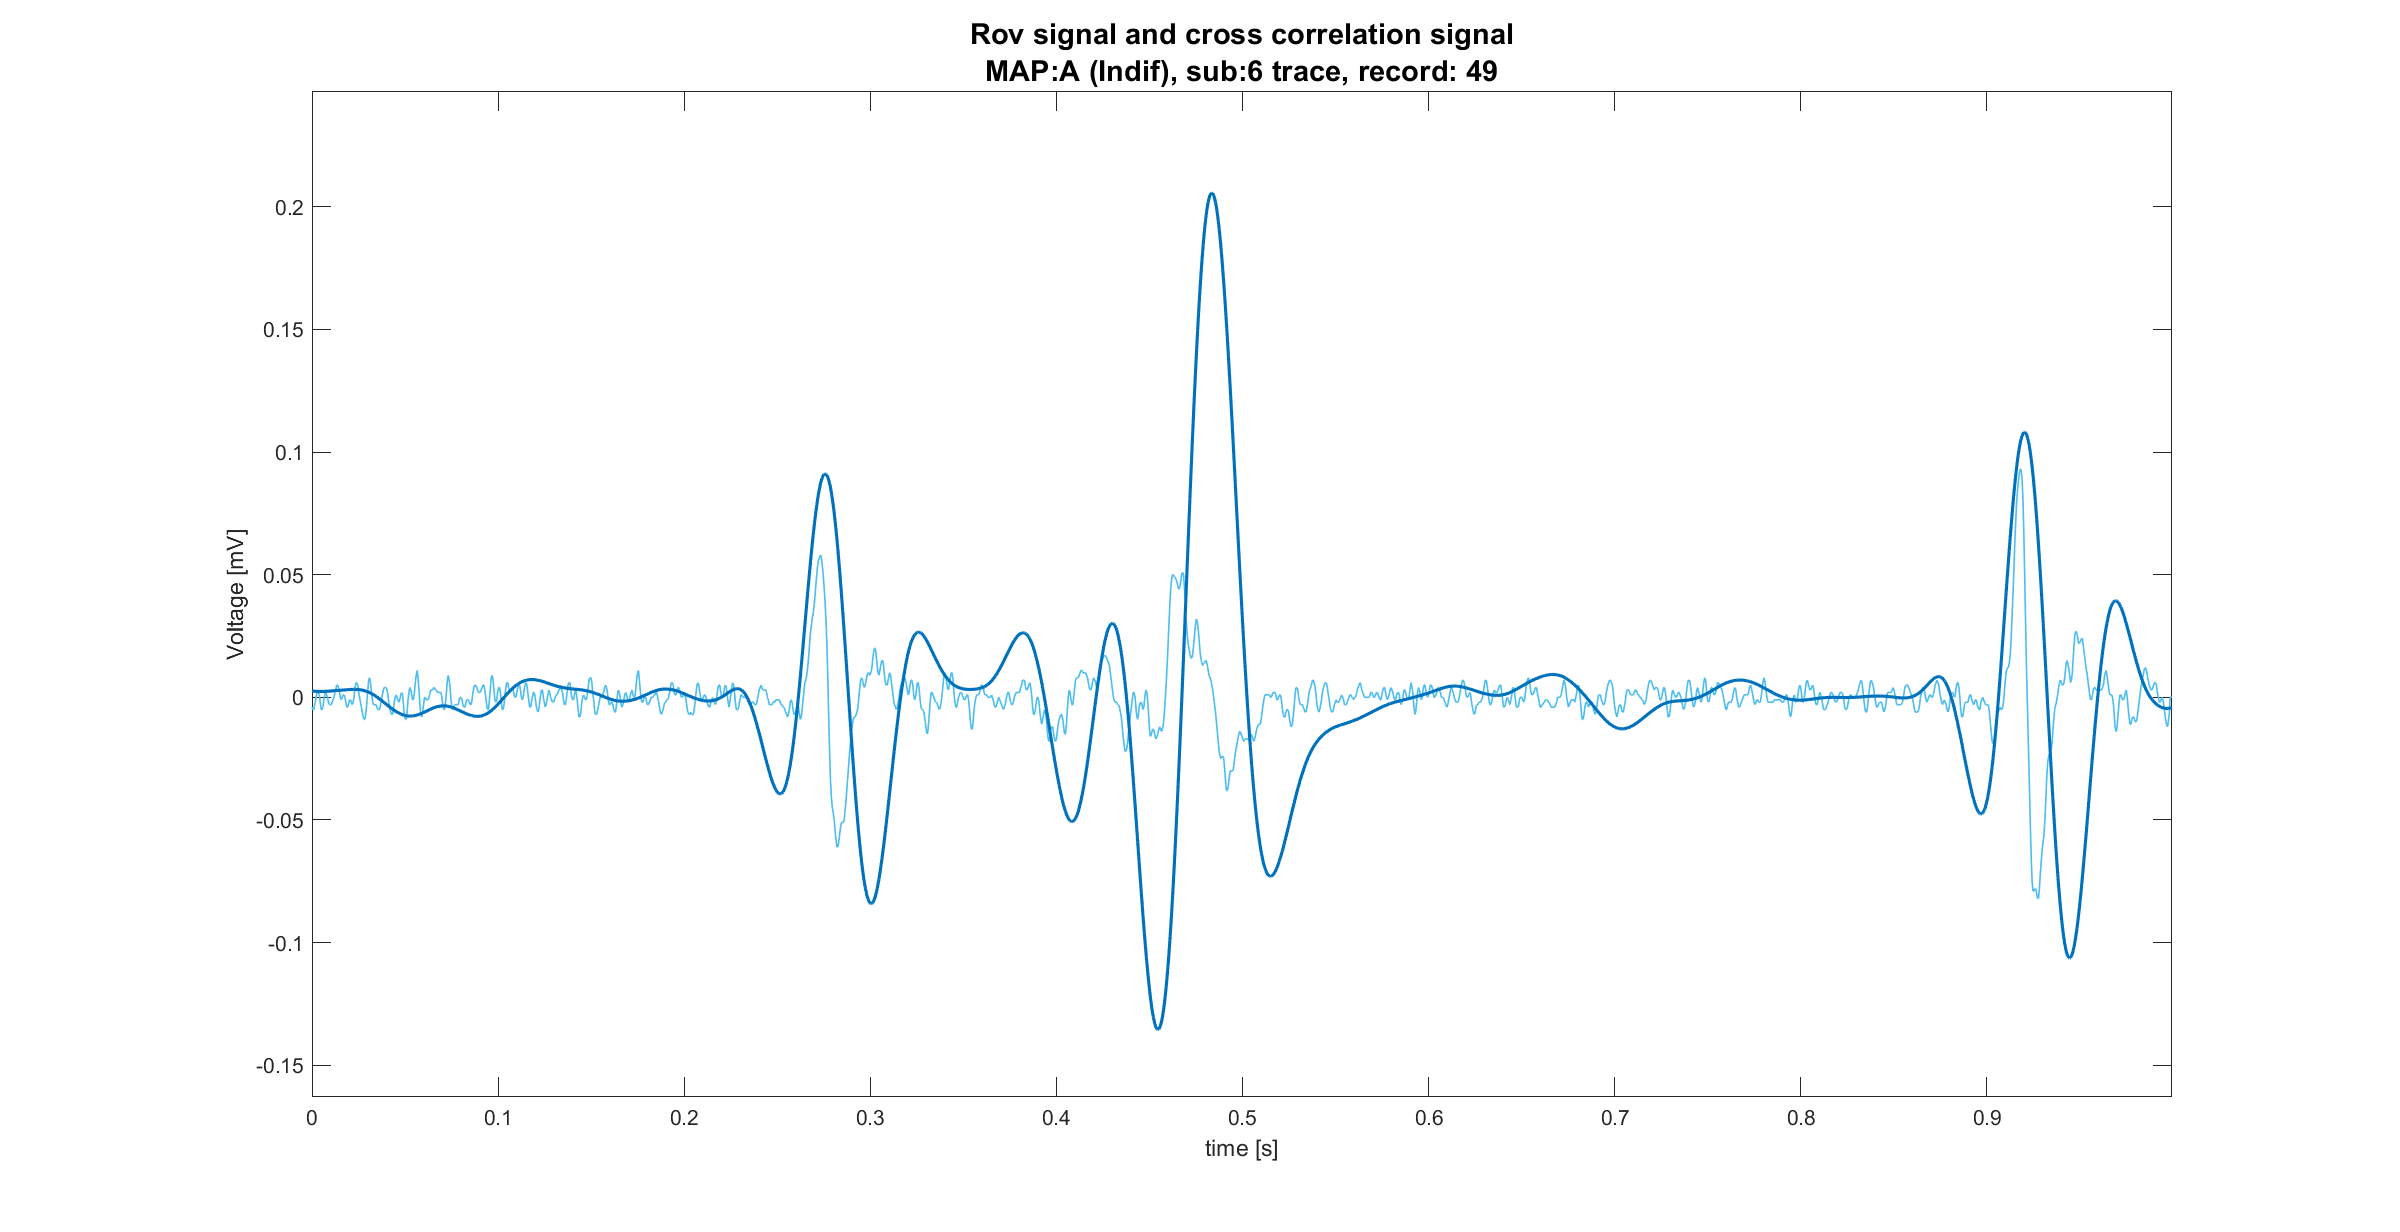 Rov signal and cross correlation signal
MAP:A (Indif), sub:6 trace, record: 49
Voltage [mV]
0.2
0.15
0.1
0.05
0
-0.05
-0.1
-0.15
0 0.1 0.2 0.3 0.4 0.5 0.6 0.7 0.8 0.9
time [s]